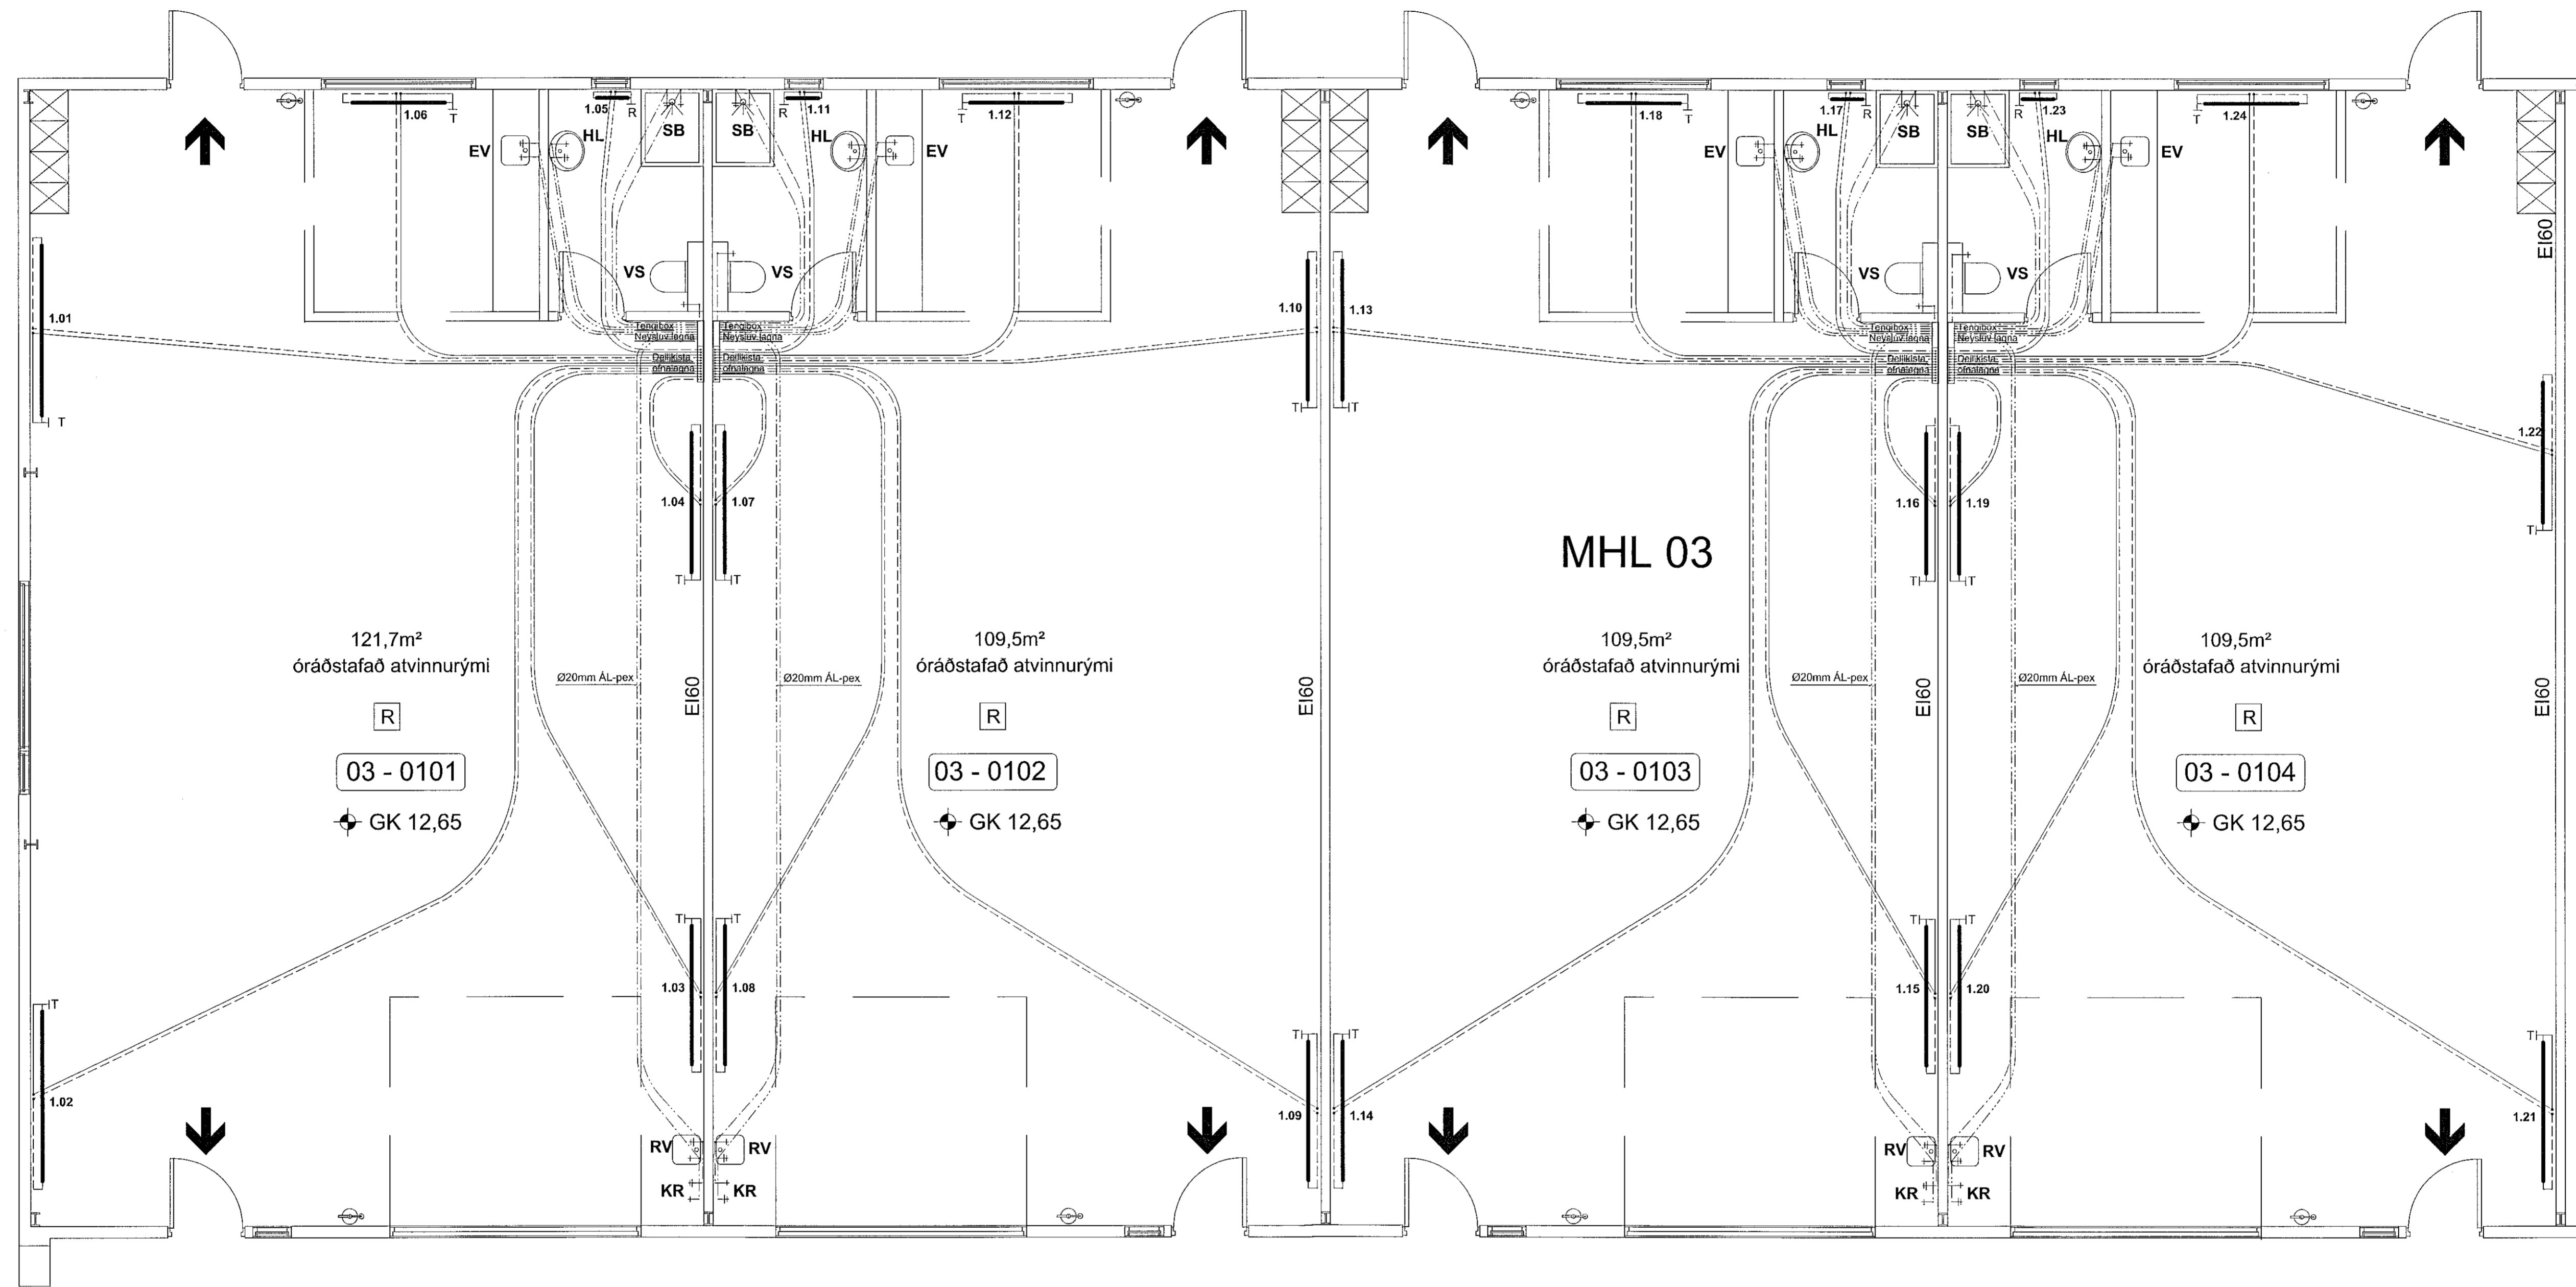 1.06
T
1.05
R
SB
SB
R
1.11
T
1.12
1.18
T
1.17
R
SB
SB
R
1.23
T
1.24
EV
HL
HL
EV
EV
HL
HL
EV
VS
VS
VS
VS
EI60
1.01
T
1.10
1.13
T
T
1.22
T
Tengibox
Neysluv.lagna
Deilikista
ofnalagna
Tengibox
Neysluv.lagna
Deilikista
ofnalagna
Tengibox
Neysluv.lagna
Deilikista
ofnalagna
Tengibox
Neysluv.lagna
Deilikista
ofnalagna
1.04
1.07
T
T
1.16
1.19
T
T
MHL 03
121,7m²
óráðstafað atvinnurými
R
03 - 0101
GK 12,65
Ø20mm ÁL-pex
EI60
Ø20mm ÁL-pex
109,5m²
óráðstafað atvinnurými
R
03 - 0102
GK 12,65
EI60
109,5m²
óráðstafað atvinnurými
R
03 - 0103
GK 12,65
Ø20mm ÁL-pex
EI60
Ø20mm ÁL-pex
109,5m²
óráðstafað atvinnurými
R
03 - 0104
GK 12,65
EI60
T
T
1.03
1.08
T
T
1.15
1.20
T
1.02
T
T
1.09
1.14
T
1.21
RV
RV
KR
KR
RV
RV
KR
KR